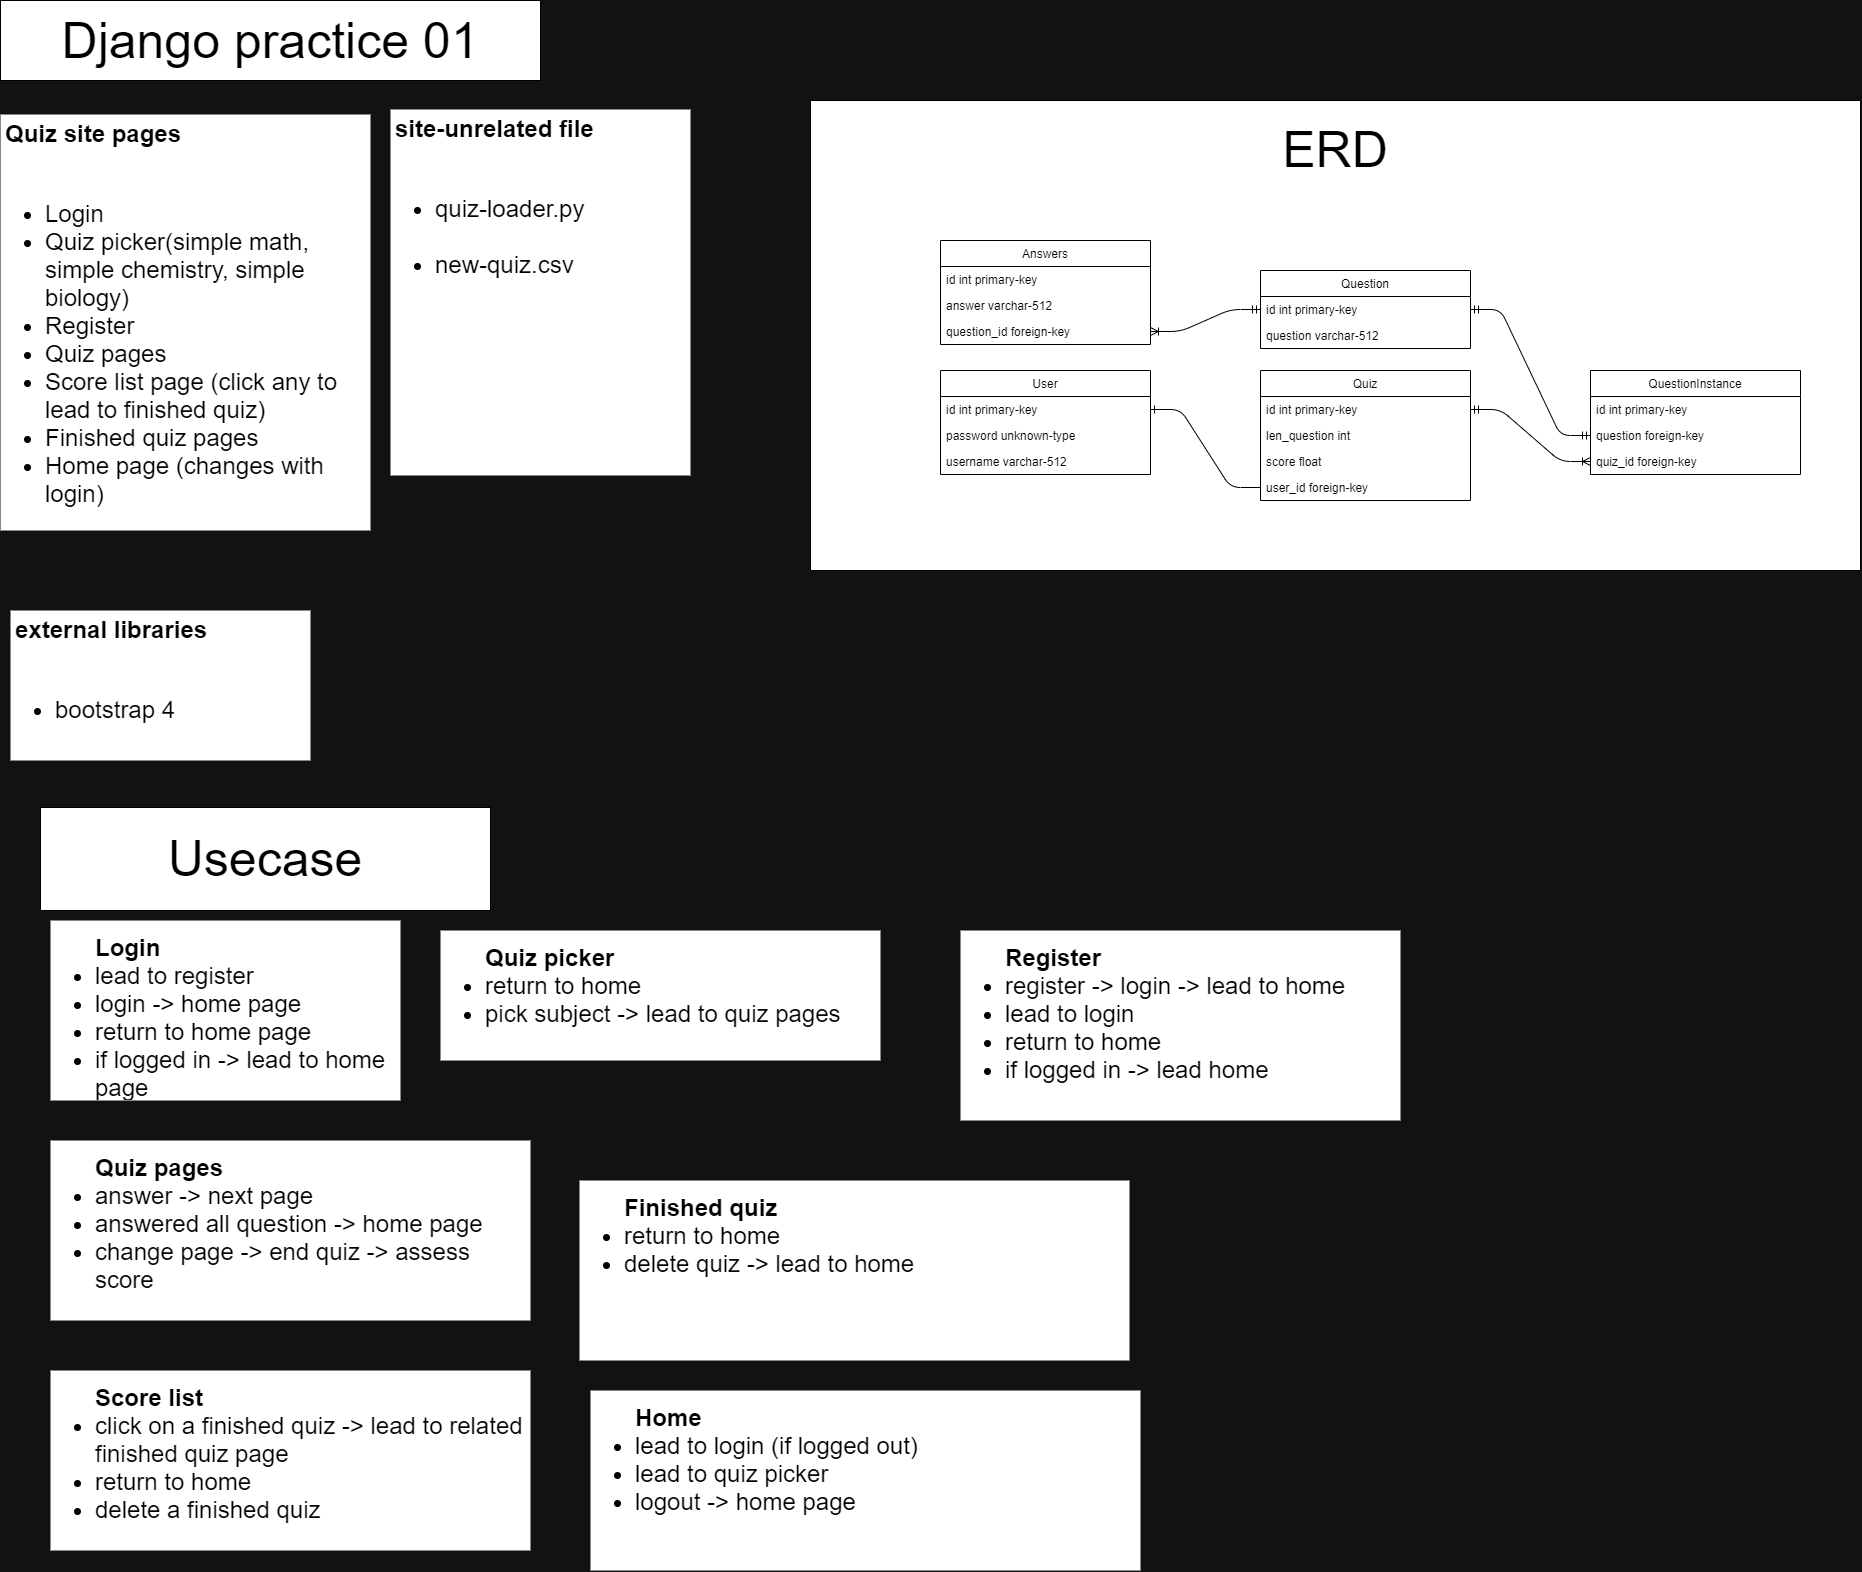 Django practice 01
Quiz site pages
Login
Quiz picker(simple math,
simple chemistry, simple
biology)
Register
Quiz pages
Score list page (click any to
lead to finished quiz)
Finished quiz pages
Home page (changes with
login)
site-unrelated file
quiz-loader.py
new-quiz.csv
ERD
Answers
id int primary-key
answer varchar-512
question_id foreign-key
Question
id int primary-key
question varchar-512
User
id int primary-key
password unknown-type
username varchar-512
Quiz
id int primary-key
len_question int
score float
user_id foreign-key
QuestionInstance
id int primary-key
question foreign-key
quiz_id foreign-key
external libraries
bootstrap 4
Usecase
Login
lead to register
login -> home page
return to home page
if logged in -> lead to home
page
Quiz picker
return to home
pick subject -> lead to quiz pages
Register
register -> login -> lead to home
lead to login
return to home
if logged in -> lead home
Quiz pages
answer -> next page
answered all question -> home page
change page -> end quiz -> assess
score
Finished quiz
return to home
delete quiz -> lead to home
Score list
click on a finished quiz -> lead to related
finished quiz page
return to home
delete a finished quiz
Home
lead to login (if logged out)
lead to quiz picker
logout -> home page